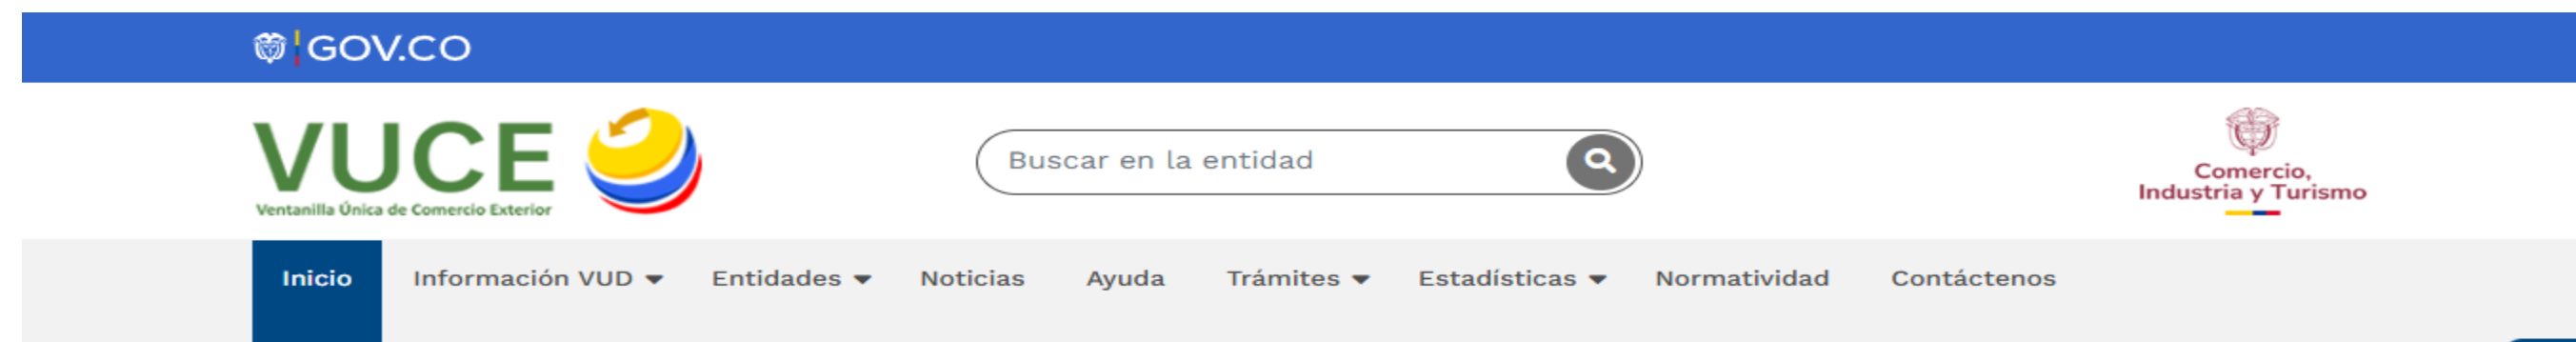 GOV.CO
VUCE
Ventanilla Única de Comercio Exterior
Buscar en la entidad
Comercio,
Industria y Turismo
Inicio Información VUD Entidades Noticias Ayuda Trámites Estadísticas Normatividad Contáctenos